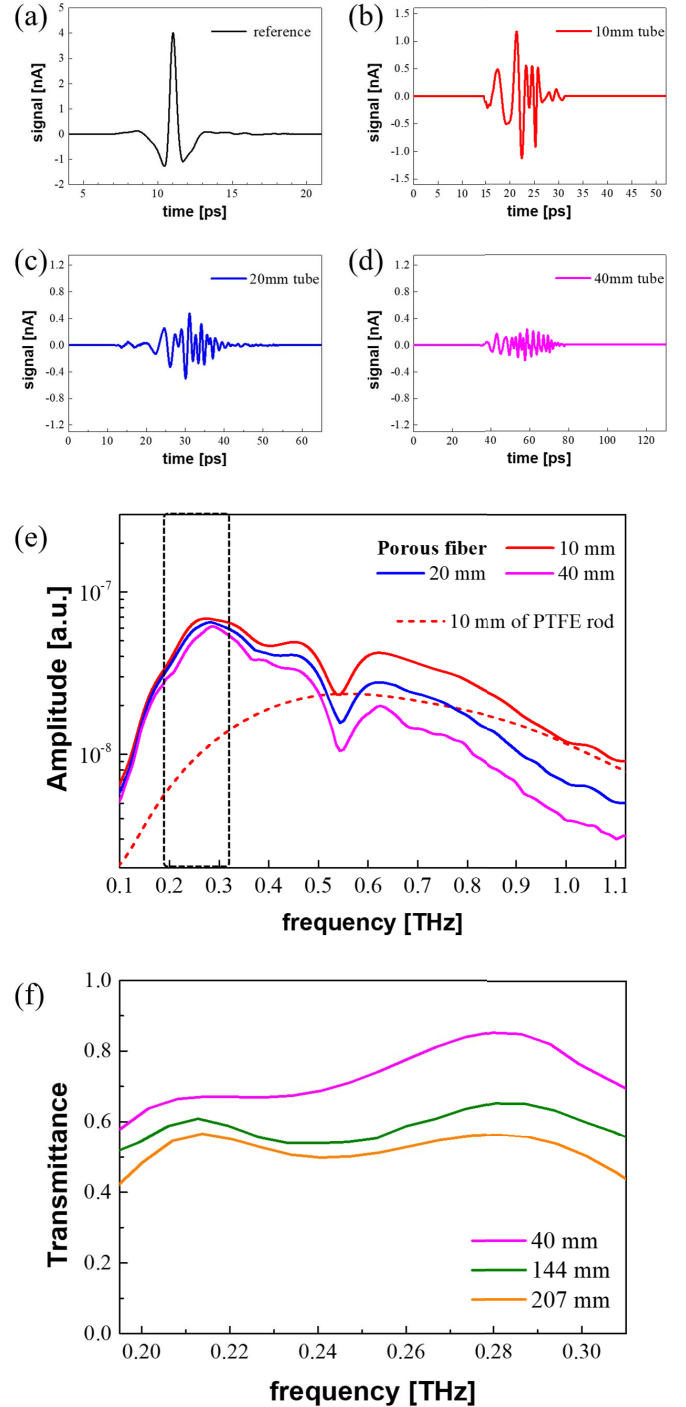 (a)
reference
5
4
3
2
1
0
-1
-2
signal [nA]
5 10 15 20
time [ps]
(b)
10mm tube
1.5
1.0
0.5
0.0
-0.5
-1.0
-1.5
signal [nA]
0 5 10 15 20 25 30 35 40 45 50
time [ps]
(c)
20mm tube
1.2
0.8
0.4
0.0
-0.4
-0.8
-1.2
signal [nA]
0 10 20 30 40 50 60
time [ps]
(d)
40mm tube
1.2
0.8
0.4
0.0
-0.4
-0.8
-1.2
signal [nA]
0 20 40 60 80 100 120
time [ps]
(e)
Porous fiber 10 mm
20 mm 40 mm
10 mm of PTFE rod
10⁻⁷
10⁻⁸
Amplitude [a.u.]
0.1 0.2 0.3 0.4 0.5 0.6 0.7 0.8 0.9 1.0 1.1
frequency [THz]
(f)
1.0
0.8
0.6
0.4
0.2
0.0
Transmittance
40 mm
144 mm
207 mm
0.20 0.22 0.24 0.26 0.28 0.30
frequency [THz]